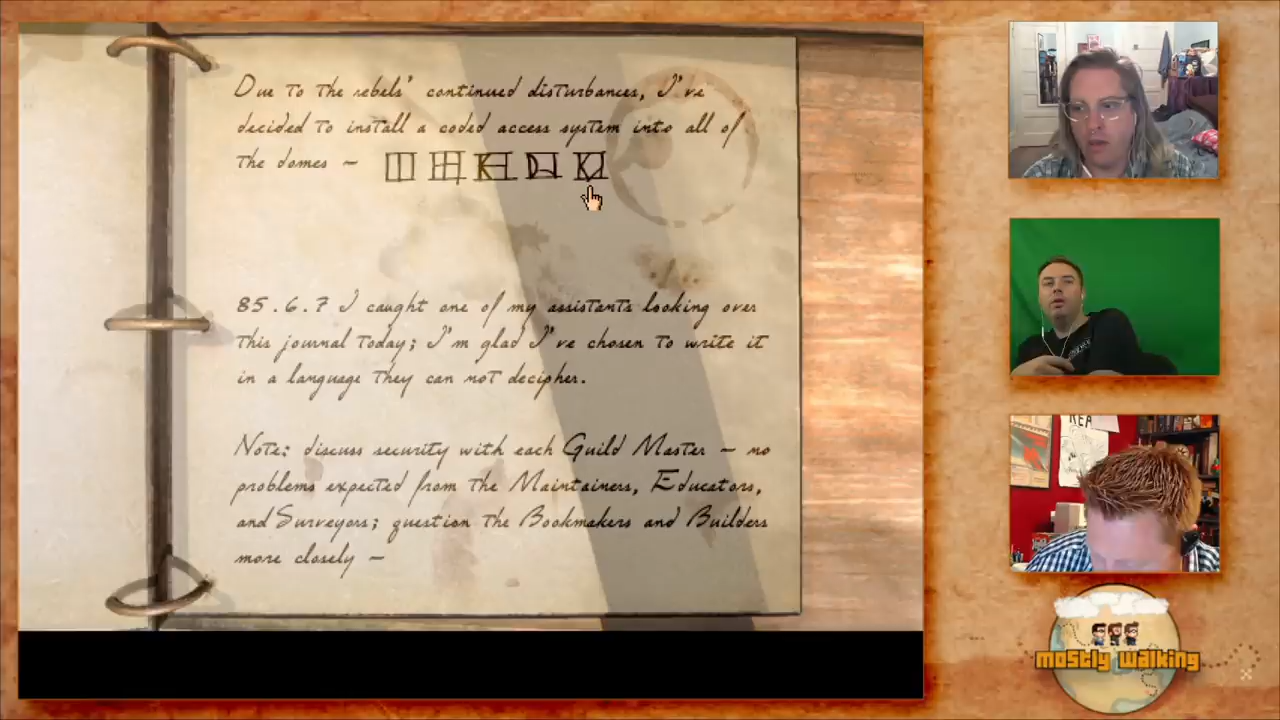 Due to the rebels' continued disturbances, I've
decided to install a coded access system into all of
the domes –
85.6.7 I caught one of my assistants looking over
this journal today; I'm glad I've chosen to write it
in a language they can not decipher.
Note: discuss security with each Guild Master – no
problems expected from the Maintainers, Educators,
and Surveyors; question the Bookmakers and Builders
more closely –
mostly walking